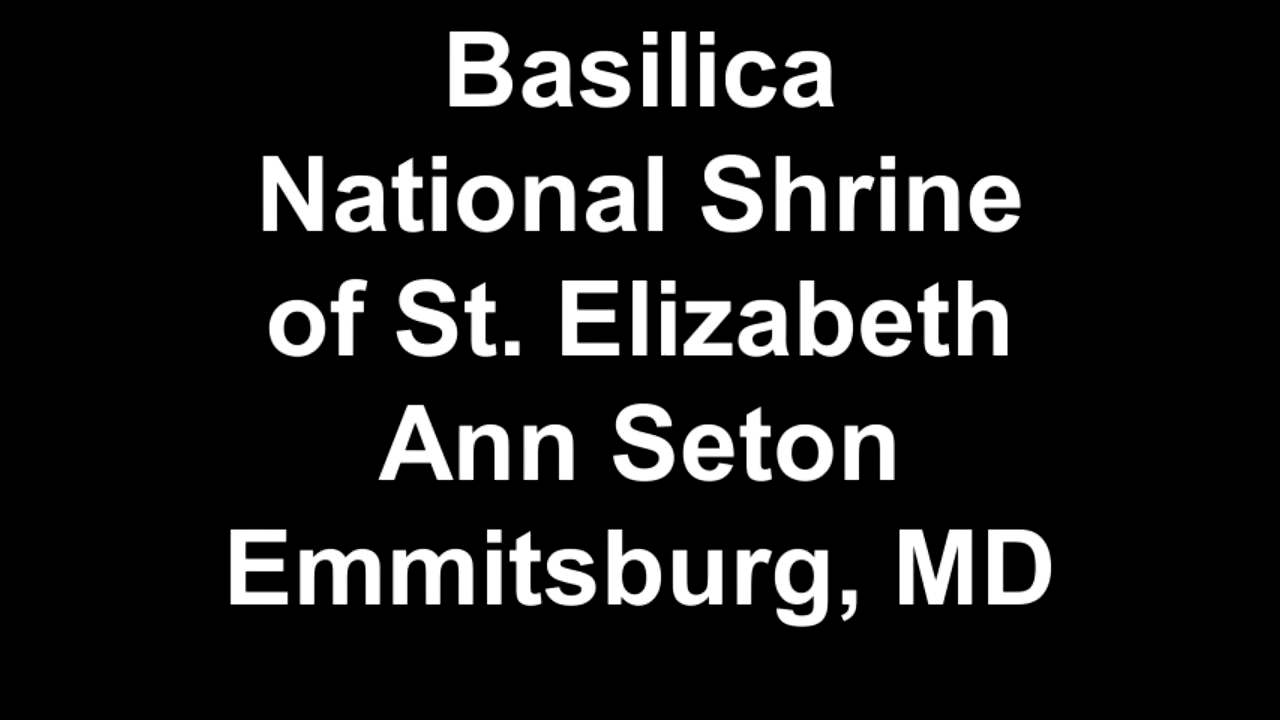 Basilica
National Shrine
of St. Elizabeth
Ann Seton
Emmitsburg, MD